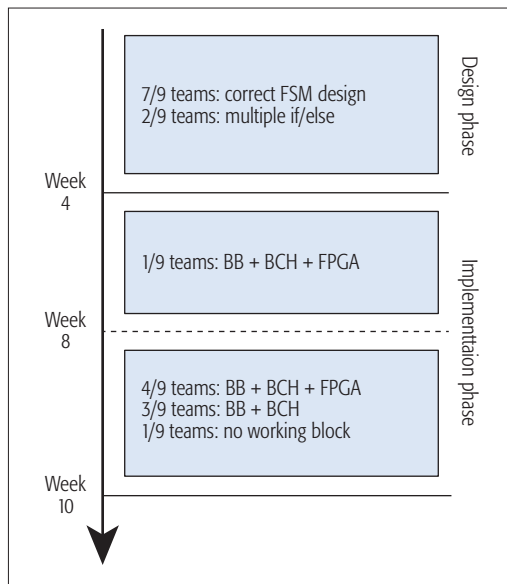 7/9 teams: correct FSM design
2/9 teams: multiple if/else
Design phase
Week
4
1/9 teams: BB + BCH + FPGA
Week
8
Implementtaion phase
4/9 teams: BB + BCH + FPGA
3/9 teams: BB + BCH
1/9 teams: no working block
Week
10